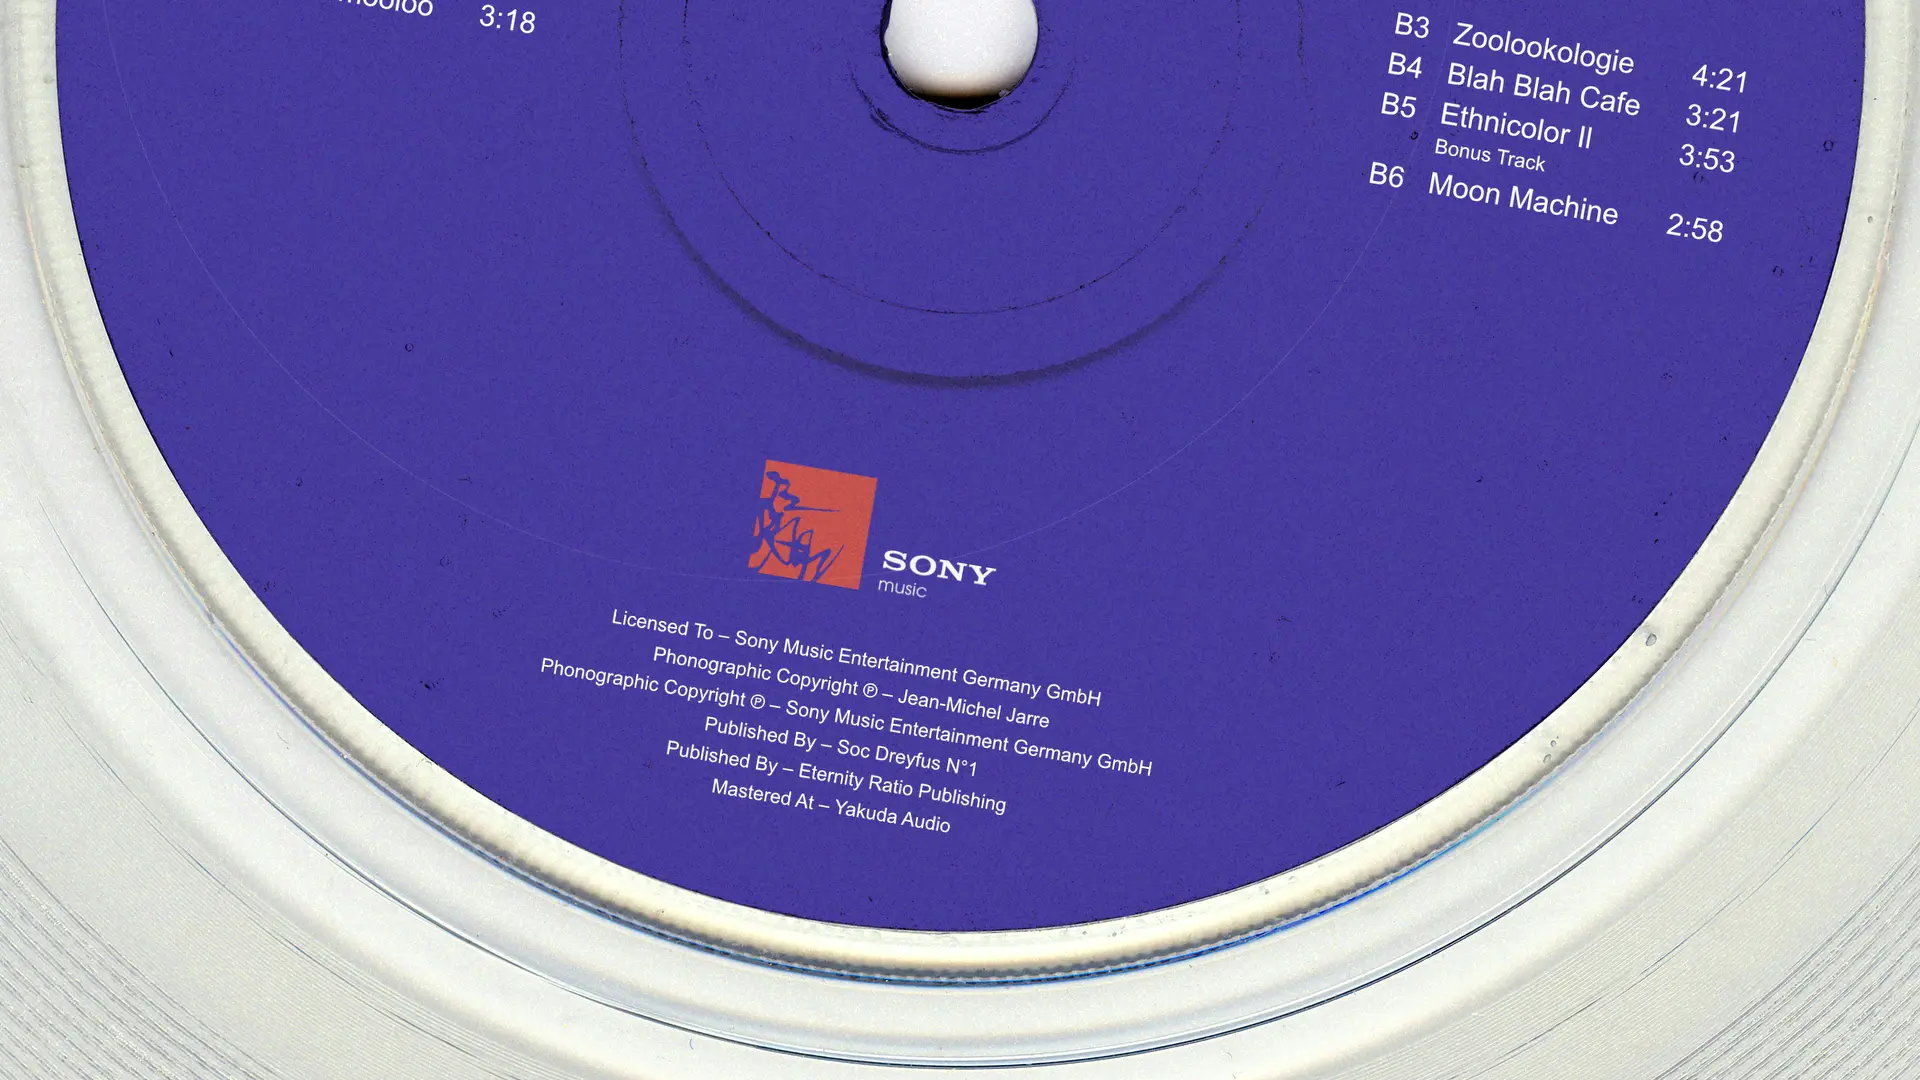 3:18
B3 Zoolookologie 4:21
B4 Blah Blah Cafe 3:21
B5 Ethnicolor II 3:53
Bonus Track
B6 Moon Machine 2:58
SONY
music
Licensed To – Sony Music Entertainment Germany GmbH
Phonographic Copyright ℗ – Jean-Michel Jarre
Phonographic Copyright ℗ – Sony Music Entertainment Germany GmbH
Published By – Soc Dreyfus N°1
Published By – Eternity Ratio Publishing
Mastered At – Yakuda Audio